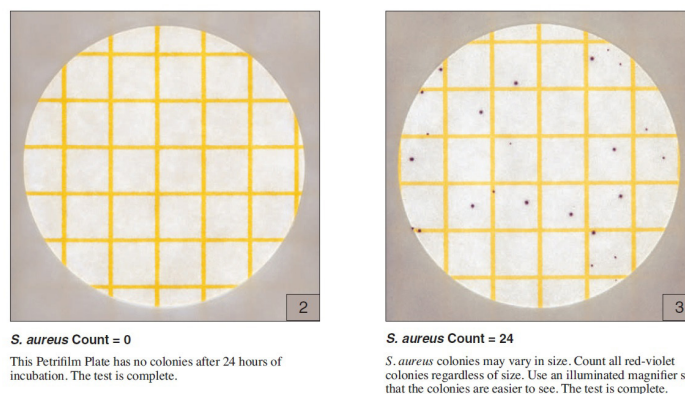 2
S. aureus Count = 0
This Petrifilm Plate has no colonies after 24 hours of
incubation. The test is complete.
3
S. aureus Count = 24
S. aureus colonies may vary in size. Count all red-violet
colonies regardless of size. Use an illuminated magnifier s
that the colonies are easier to see. The test is complete.